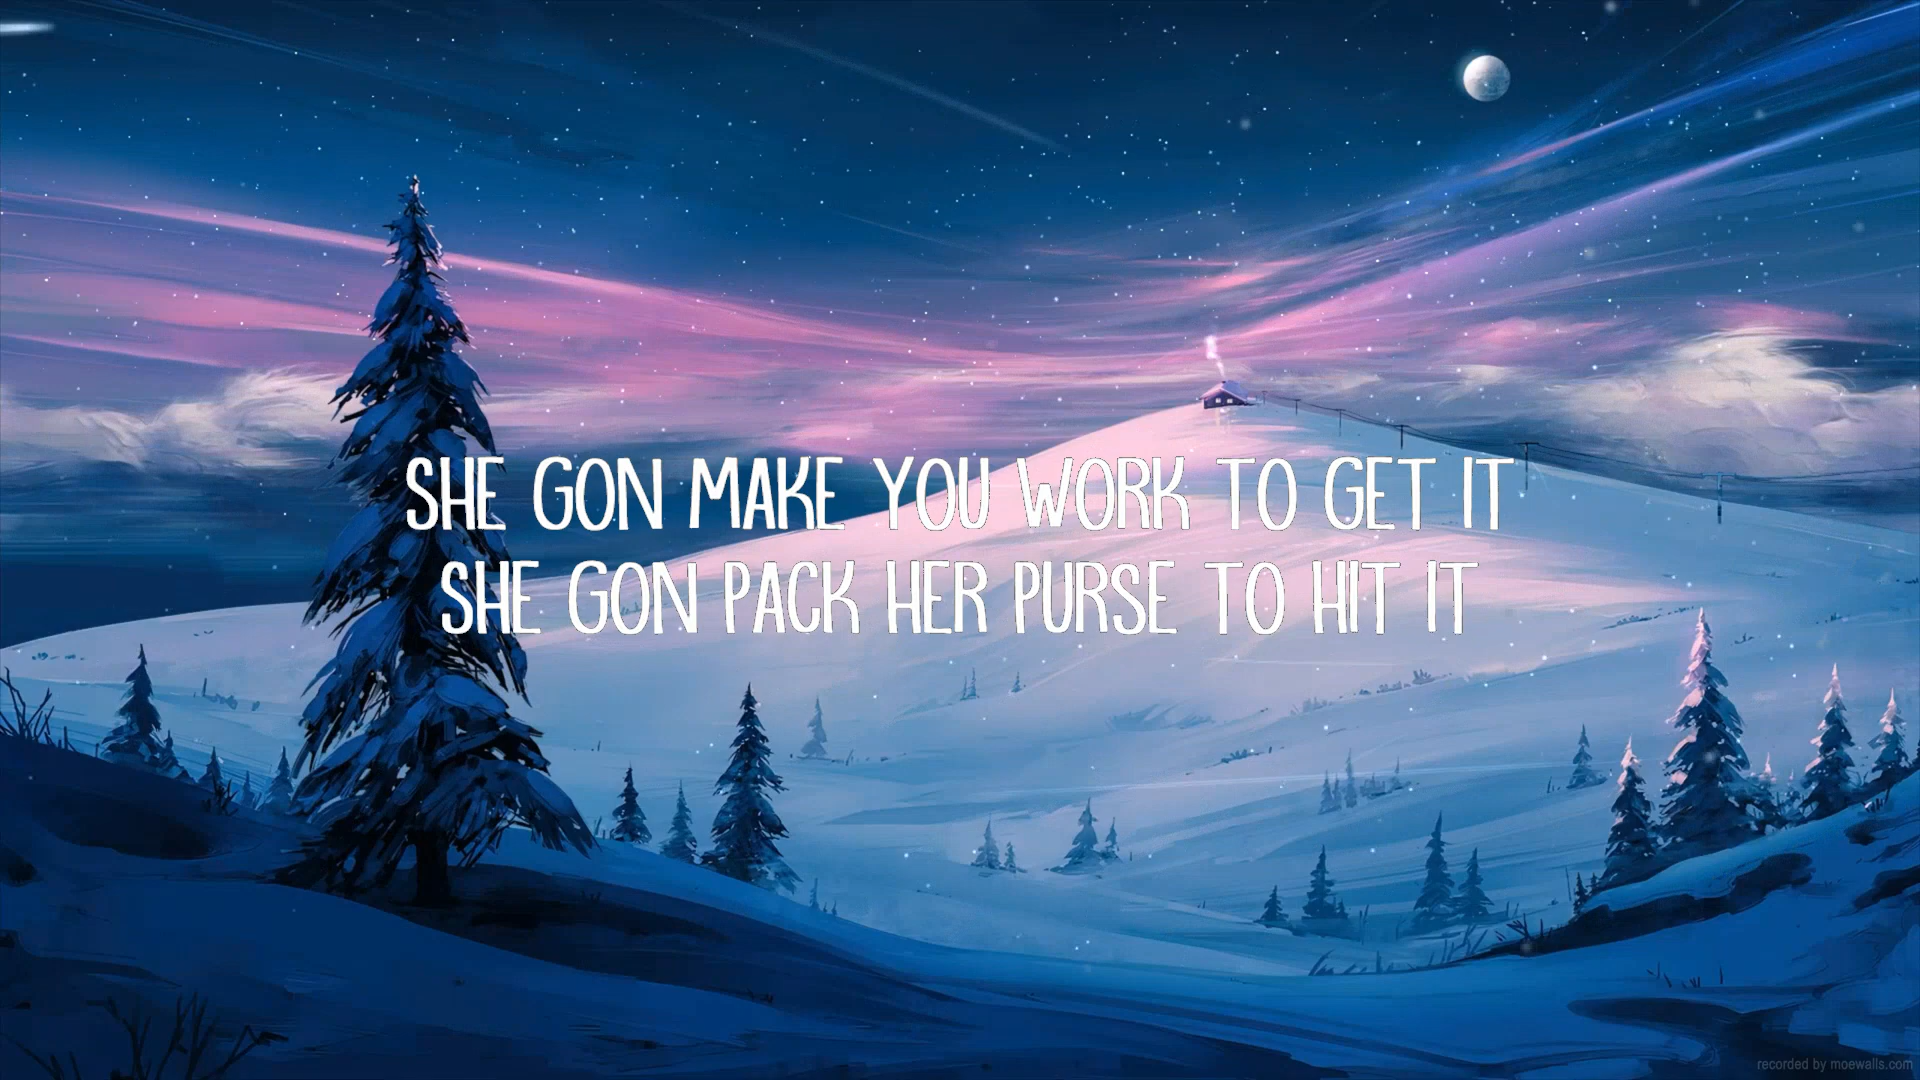 SHE GON MAKE YOU WORK TO GET IT
SHE GON PACK HER PURSE TO HIT IT
recorded by moewalls.com